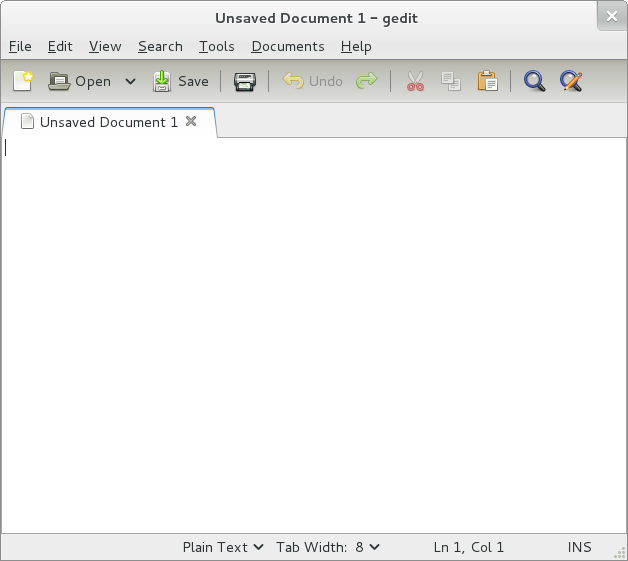 Unsaved Document 1 – gedit
File Edit View Search Tools Documents Help
Open Save Undo
Unsaved Document 1
Plain Text Tab Width: 8 Ln 1, Col 1 INS